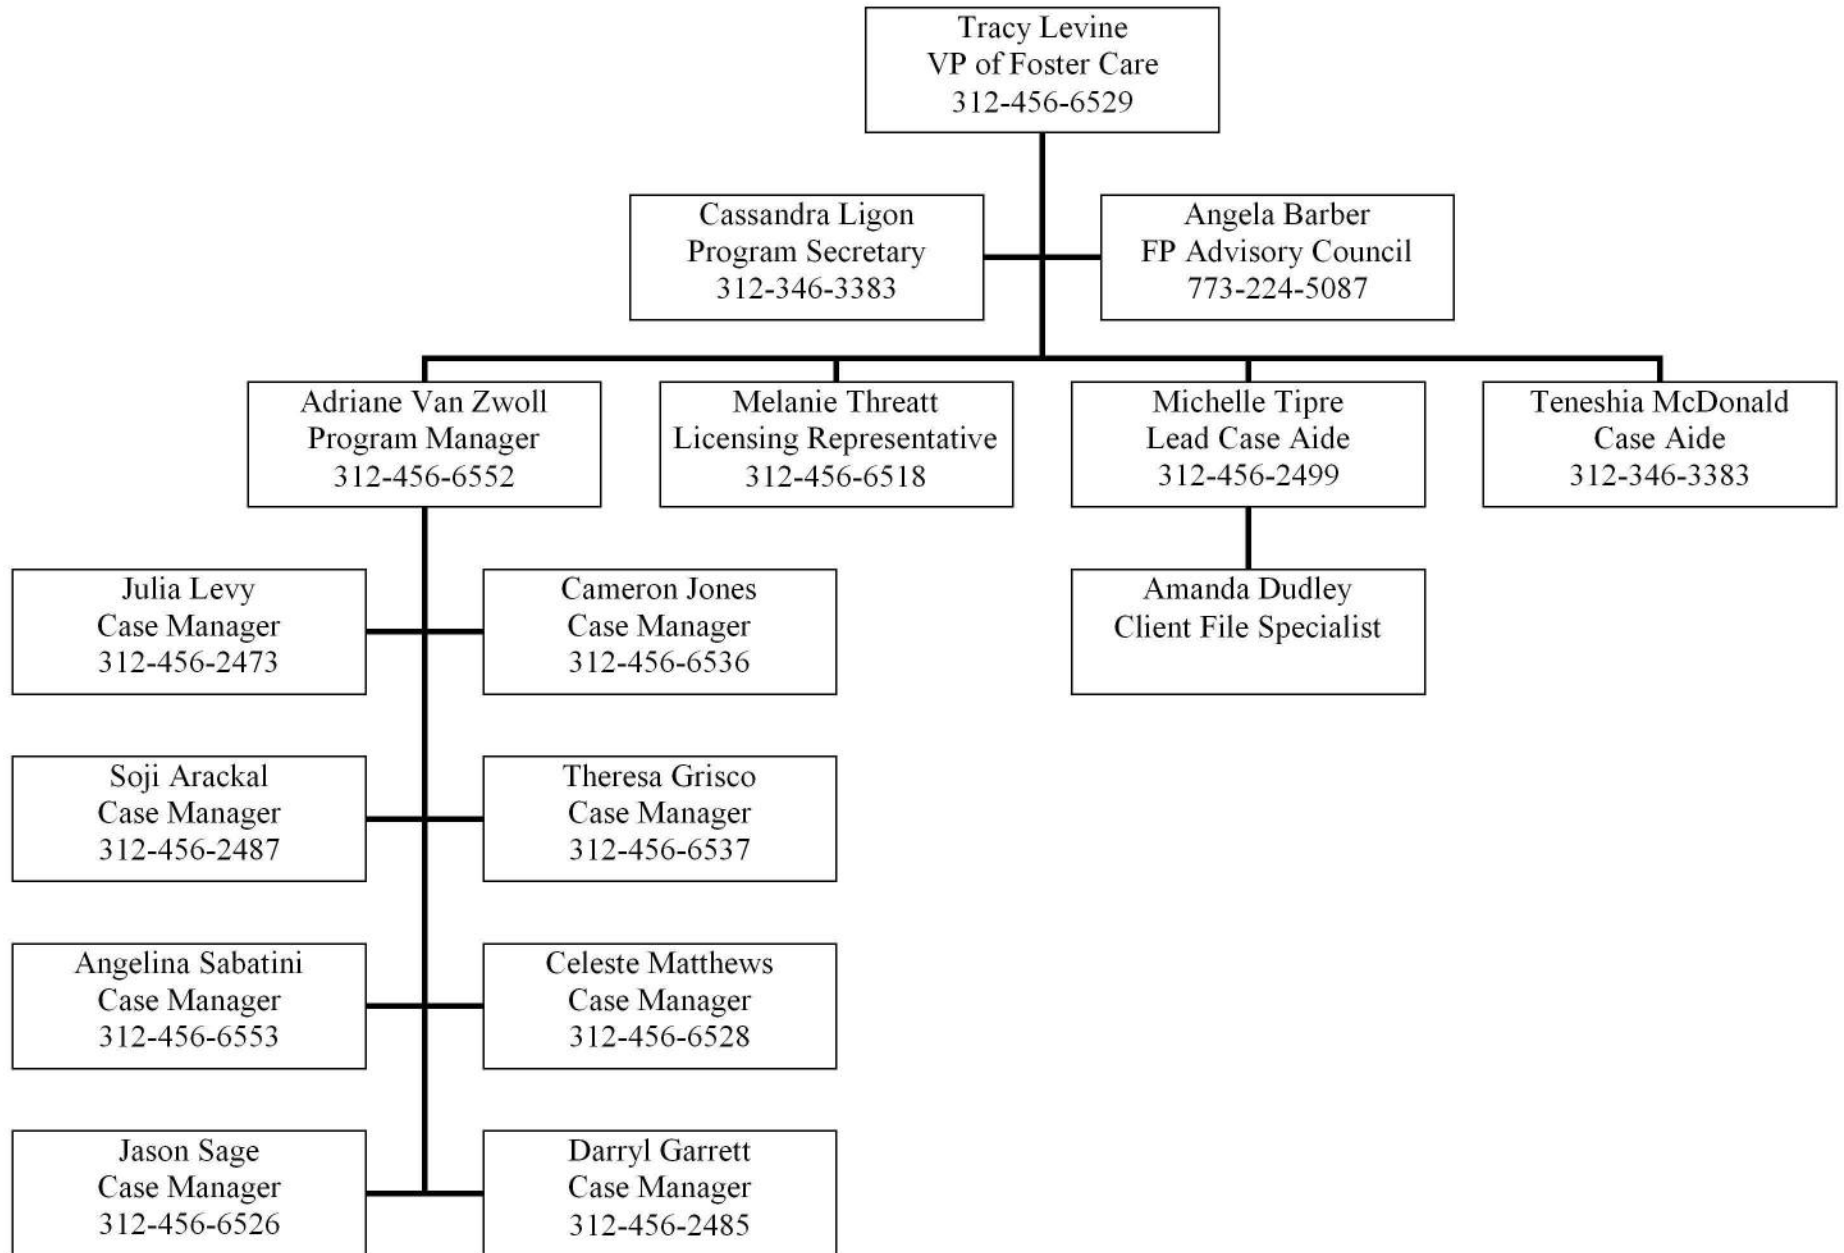 Tracy Levine
VP of Foster Care
312-456-6529
Cassandra Ligon
Program Secretary
312-346-3383
Angela Barber
FP Advisory Council
773-224-5087
Adriane Van Zwoll
Program Manager
312-456-6552
Melanie Threatt
Licensing Representative
312-456-6518
Michelle Tipre
Lead Case Aide
312-456-2499
Teneshia McDonald
Case Aide
312-346-3383
Julia Levy
Case Manager
312-456-2473
Cameron Jones
Case Manager
312-456-6536
Amanda Dudley
Client File Specialist
Soji Arackal
Case Manager
312-456-2487
Theresa Grisco
Case Manager
312-456-6537
Angelina Sabatini
Case Manager
312-456-6553
Celeste Matthews
Case Manager
312-456-6528
Jason Sage
Case Manager
312-456-6526
Darryl Garrett
Case Manager
312-456-2485